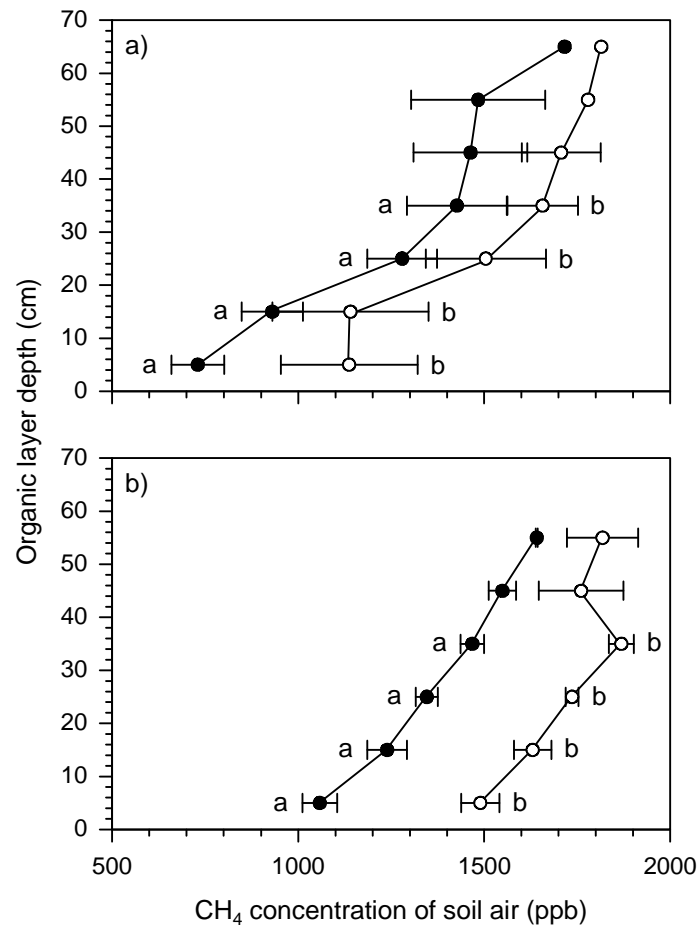 70
a)
60
50
40
a b
30
a b
20
a b
10
a b
0
Organic layer depth (cm)
70
b)
60
50
40
a b
30
a b
20
a b
10
a b
0
500 1000 1500 2000
CH₄ concentration of soil air (ppb)